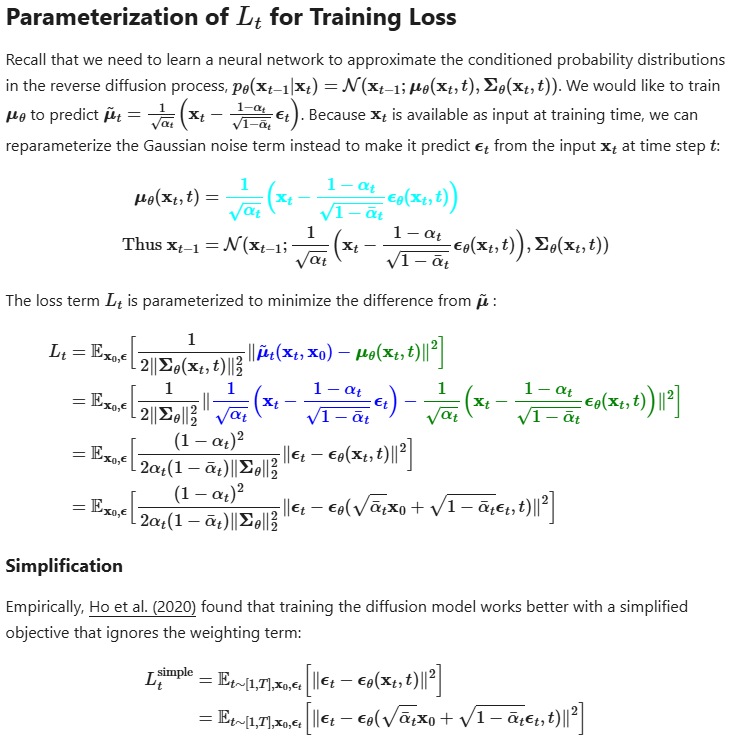 Parameterization of $L_t$ for Training Loss
Recall that we need to learn a neural network to approximate the conditioned probability distributions
in the reverse diffusion process, $p_\theta(\mathbf{x}_{t-1}|\mathbf{x}_t) = \mathcal{N}(\mathbf{x}_{t-1}; \boldsymbol{\mu}_\theta(\mathbf{x}_t, t), \boldsymbol{\Sigma}_\theta(\mathbf{x}_t, t))$. We would like to train
$\boldsymbol{\mu}_\theta$ to predict $\tilde{\boldsymbol{\mu}}_t = \frac{1}{\sqrt{\alpha_t}}\Big(\mathbf{x}_t - \frac{1-\alpha_t}{\sqrt{1-\bar{\alpha}_t}}\boldsymbol{\epsilon}_t\Big)$. Because $\mathbf{x}_t$ is available as input at training time, we can
reparameterize the Gaussian noise term instead to make it predict $\boldsymbol{\epsilon}_t$ from the input $\mathbf{x}_t$ at time step $t$:
$\boldsymbol{\mu}_\theta(\mathbf{x}_t, t) = \frac{1}{\sqrt{\alpha_t}}\Big(\mathbf{x}_t - \frac{1-\alpha_t}{\sqrt{1-\bar{\alpha}_t}}\boldsymbol{\epsilon}_\theta(\mathbf{x}_t, t)\Big)$
Thus $\mathbf{x}_{t-1} = \mathcal{N}(\mathbf{x}_{t-1}; \frac{1}{\sqrt{\alpha_t}}\Big(\mathbf{x}_t - \frac{1-\alpha_t}{\sqrt{1-\bar{\alpha}_t}}\boldsymbol{\epsilon}_\theta(\mathbf{x}_t, t)\Big), \boldsymbol{\Sigma}_\theta(\mathbf{x}_t, t))$
The loss term $L_t$ is parameterized to minimize the difference from $\tilde{\boldsymbol{\mu}}$ :
$L_t = \mathbb{E}_{\mathbf{x}_0,\boldsymbol{\epsilon}}\Big[\frac{1}{2\|\boldsymbol{\Sigma}_\theta(\mathbf{x}_t, t)\|_2^2}\|\tilde{\boldsymbol{\mu}}_t(\mathbf{x}_t, \mathbf{x}_0) - \boldsymbol{\mu}_\theta(\mathbf{x}_t, t)\|^2\Big]$
$= \mathbb{E}_{\mathbf{x}_0,\boldsymbol{\epsilon}}\Big[\frac{1}{2\|\boldsymbol{\Sigma}_\theta\|_2^2}\|\frac{1}{\sqrt{\alpha_t}}\Big(\mathbf{x}_t - \frac{1-\alpha_t}{\sqrt{1-\bar{\alpha}_t}}\boldsymbol{\epsilon}_t\Big) - \frac{1}{\sqrt{\alpha_t}}\Big(\mathbf{x}_t - \frac{1-\alpha_t}{\sqrt{1-\bar{\alpha}_t}}\boldsymbol{\epsilon}_\theta(\mathbf{x}_t, t)\Big)\|^2\Big]$
$= \mathbb{E}_{\mathbf{x}_0,\boldsymbol{\epsilon}}\Big[\frac{(1-\alpha_t)^2}{2\alpha_t(1-\bar{\alpha}_t)\|\boldsymbol{\Sigma}_\theta\|_2^2}\|\boldsymbol{\epsilon}_t - \boldsymbol{\epsilon}_\theta(\mathbf{x}_t, t)\|^2\Big]$
$= \mathbb{E}_{\mathbf{x}_0,\boldsymbol{\epsilon}}\Big[\frac{(1-\alpha_t)^2}{2\alpha_t(1-\bar{\alpha}_t)\|\boldsymbol{\Sigma}_\theta\|_2^2}\|\boldsymbol{\epsilon}_t - \boldsymbol{\epsilon}_\theta(\sqrt{\bar{\alpha}_t}\mathbf{x}_0 + \sqrt{1-\bar{\alpha}_t}\boldsymbol{\epsilon}_t, t)\|^2\Big]$
Simplification
Empirically, Ho et al. (2020) found that training the diffusion model works better with a simplified
objective that ignores the weighting term:
$L_t^{\text{simple}} = \mathbb{E}_{t\sim[1,T],\mathbf{x}_0,\boldsymbol{\epsilon}_t}\Big[\|\boldsymbol{\epsilon}_t - \boldsymbol{\epsilon}_\theta(\mathbf{x}_t, t)\|^2\Big]$
$= \mathbb{E}_{t\sim[1,T],\mathbf{x}_0,\boldsymbol{\epsilon}_t}\Big[\|\boldsymbol{\epsilon}_t - \boldsymbol{\epsilon}_\theta(\sqrt{\bar{\alpha}_t}\mathbf{x}_0 + \sqrt{1-\bar{\alpha}_t}\boldsymbol{\epsilon}_t, t)\|^2\Big]$